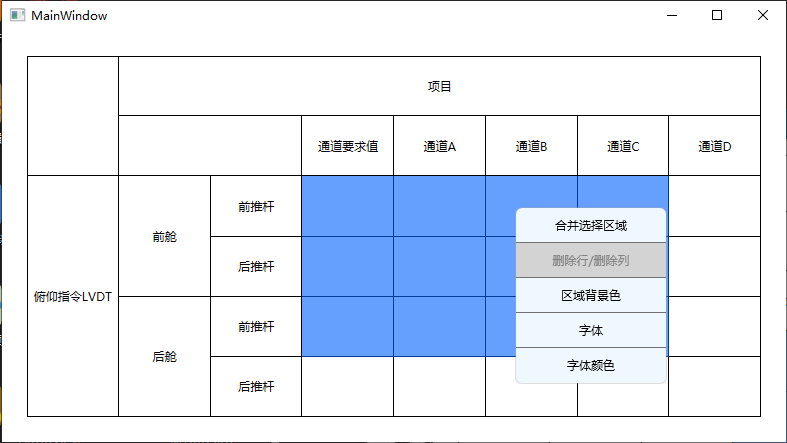 MainWindow
项目
通道要求值 通道A 通道B 通道C 通道D
俯仰指令LVDT
前舱
前推杆
后推杆
后舱
前推杆
后推杆
合并选择区域
删除行/删除列
区域背景色
字体
字体颜色